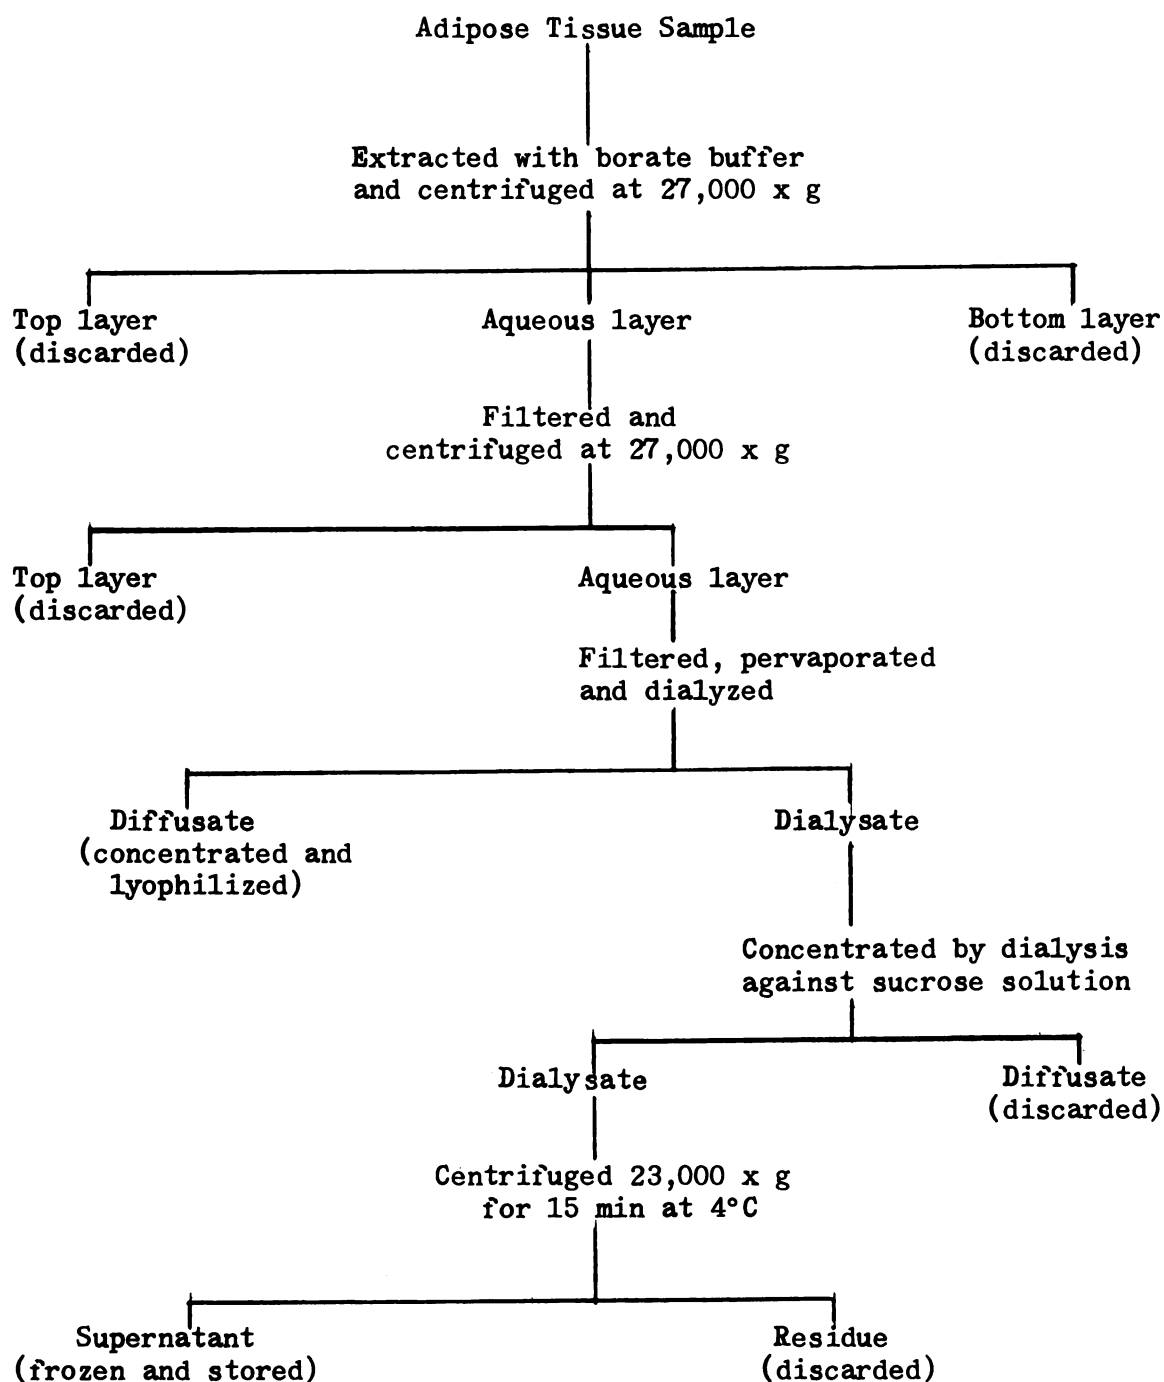 Adipose Tissue Sample
Extracted with borate buffer
and centrifuged at 27,000 x g
Top layer
(discarded)
Aqueous layer
Bottom layer
(discarded)
Filtered and
centrifuged at 27,000 x g
Top layer
(discarded)
Aqueous layer
Filtered, pervaporated
and dialyzed
Diffusate
(concentrated and
lyophilized)
Dialysate
Concentrated by dialysis
against sucrose solution
Dialysate
Diffusate
(discarded)
Centrifuged 23,000 x g
for 15 min at 4°C
Supernatant
(frozen and stored)
Residue
(discarded)